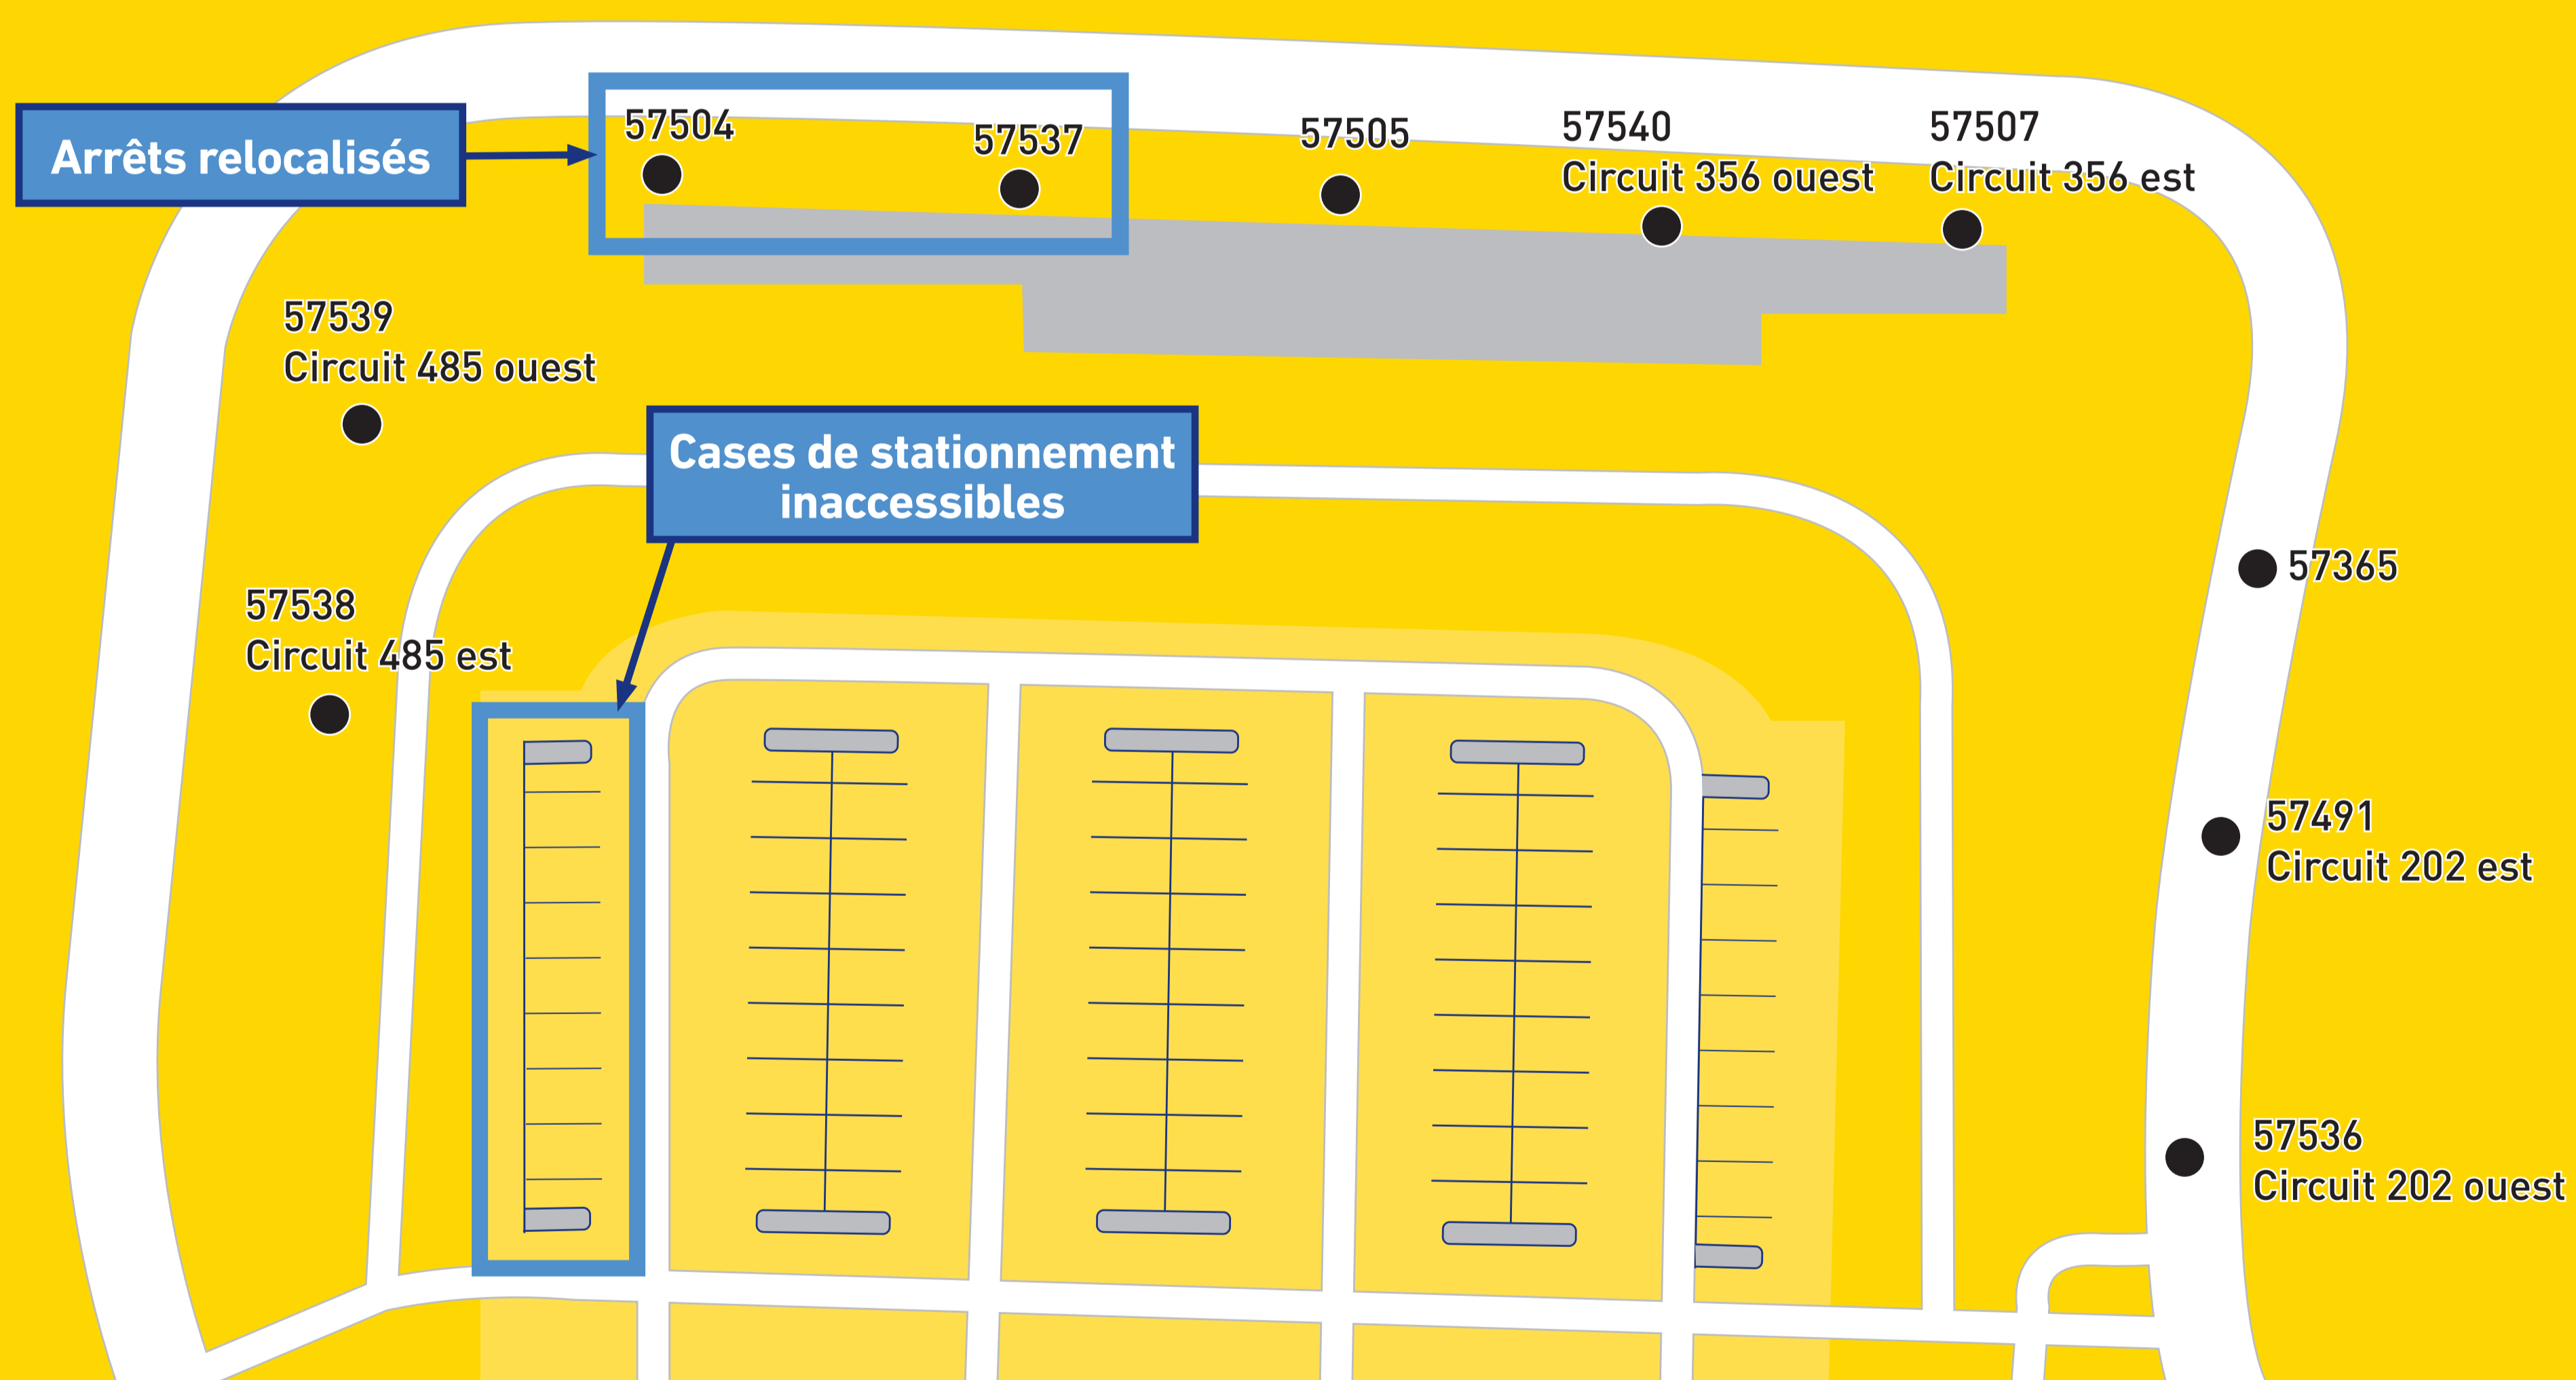 Arrêts relocalisés
57504
57537
57505
57540
Circuit 356 ouest
57507
Circuit 356 est
57539
Circuit 485 ouest
Cases de stationnement
inaccessibles
57538
Circuit 485 est
57365
57491
Circuit 202 est
57536
Circuit 202 ouest